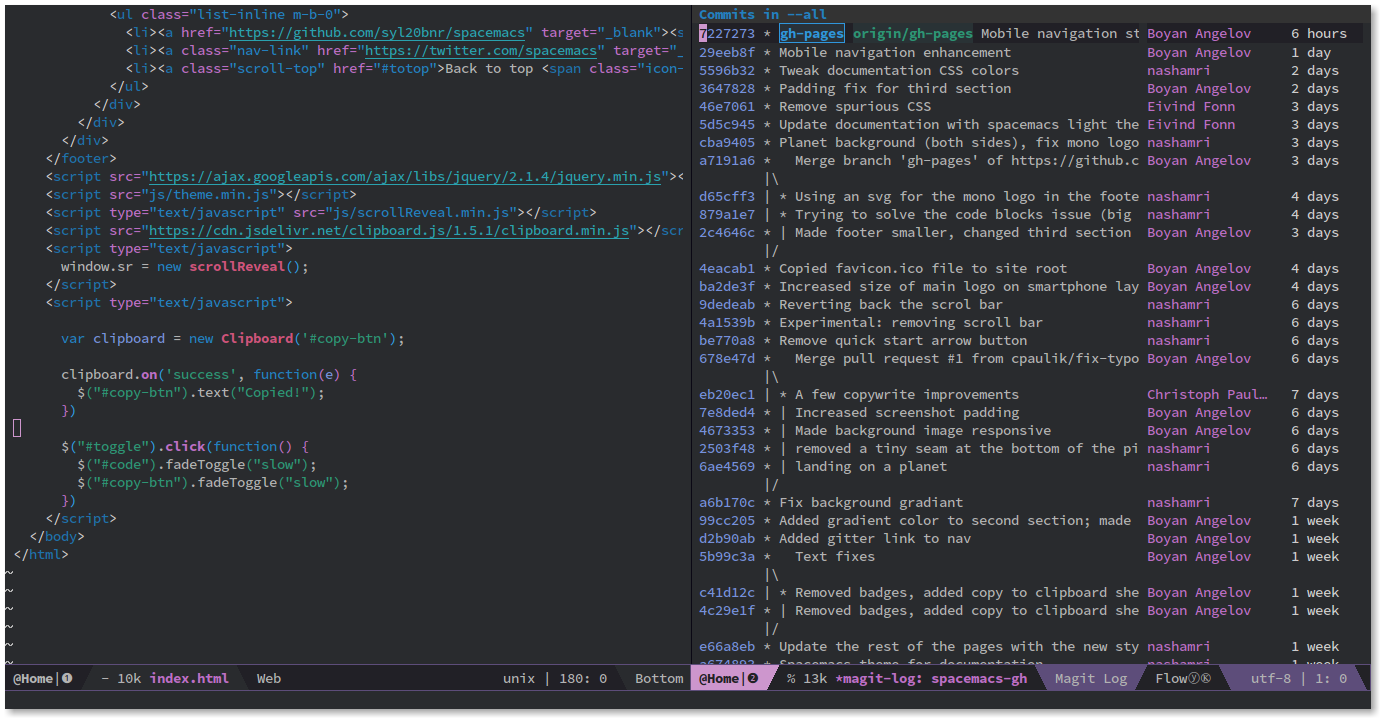 <ul class="list-inline m-b-0">
<li><a href="https://github.com/syl20bnr/spacemacs" target="_blank"><s
<li><a class="nav-link" href="https://twitter.com/spacemacs" target="_
<li><a class="scroll-top" href="#totop">Back to top <span class="icon-
</ul>
</div>
</div>
</div>
</footer>
<script src="https://ajax.googleapis.com/ajax/libs/jquery/2.1.4/jquery.min.js"><
<script src="js/theme.min.js"></script>
<script type="text/javascript" src="js/scrollReveal.min.js"></script>
<script src="https://cdn.jsdelivr.net/clipboard.js/1.5.1/clipboard.min.js"></scr
<script type="text/javascript">
window.sr = new scrollReveal();
</script>
<script type="text/javascript">
var clipboard = new Clipboard('#copy-btn');
clipboard.on('success', function(e) {
$("#copy-btn").text("Copied!");
})
$("#toggle").click(function() {
$("#code").fadeToggle("slow");
$("#copy-btn").fadeToggle("slow");
})
</script>
</body>
</html>
~
~
~
~
~
~
@Home|❶ - 10k index.html Web unix | 180: 0 Bottom
Commits in --all
7227273 * gh-pages origin/gh-pages Mobile navigation st Boyan Angelov 6 hours
29eeb8f * Mobile navigation enhancement Boyan Angelov 1 day
5596b32 * Tweak documentation CSS colors nashamri 2 days
3647828 * Padding fix for third section Boyan Angelov 2 days
46e7061 * Remove spurious CSS Eivind Fonn 3 days
5d5c945 * Update documentation with spacemacs light the Eivind Fonn 3 days
cba9405 * Planet background (both sides), fix mono logo nashamri 3 days
a7191a6 * Merge branch 'gh-pages' of https://github.c Boyan Angelov 3 days
|\
d65cff3 | * Using an svg for the mono logo in the foote nashamri 4 days
879a1e7 | * Trying to solve the code blocks issue (big nashamri 4 days
2c4646c * | Made footer smaller, changed third section Boyan Angelov 3 days
|/
4eacab1 * Copied favicon.ico file to site root Boyan Angelov 4 days
ba2de3f * Increased size of main logo on smartphone lay Boyan Angelov 4 days
9dedeab * Reverting back the scrol bar nashamri 6 days
4a1539b * Experimental: removing scroll bar nashamri 6 days
be770a8 * Remove quick start arrow button nashamri 6 days
678e47d * Merge pull request #1 from cpaulik/fix-typo Boyan Angelov 6 days
|\
eb20ec1 | * A few copywrite improvements Christoph Paul… 7 days
7e8ded4 * | Increased screenshot padding Boyan Angelov 6 days
4673353 * | Made background image responsive Boyan Angelov 6 days
2503f48 * | removed a tiny seam at the bottom of the pi nashamri 6 days
6ae4569 * | landing on a planet nashamri 6 days
|/
a6b170c * Fix background gradiant nashamri 7 days
99cc205 * Added gradient color to second section; made Boyan Angelov 1 week
d2b90ab * Added gitter link to nav Boyan Angelov 1 week
5b99c3a * Text fixes Boyan Angelov 1 week
|\
c41d12c | * Removed badges, added copy to clipboard she Boyan Angelov 1 week
4c29e1f * | Removed badges, added copy to clipboard she Boyan Angelov 1 week
|/
e66a8eb * Update the rest of the pages with the new sty nashamri 1 week
a674893 * Spacemacs theme for documentation nashamri 1 week
@Home|❷ % 13k *magit-log: spacemacs-gh Magit Log Flowⓨⓚ utf-8 | 1: 0